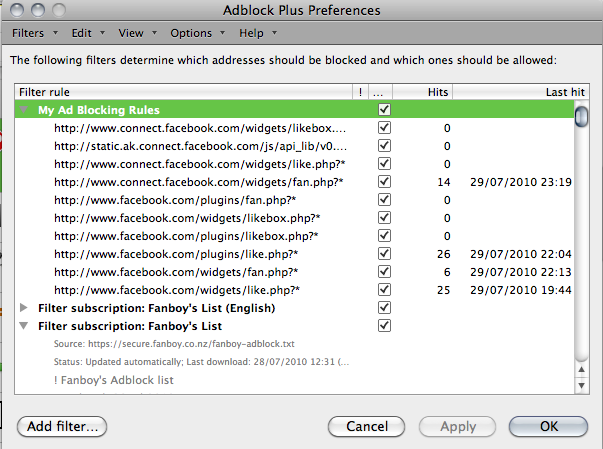 Adblock Plus Preferences
Filters Edit View Options Help
The following filters determine which addresses should be blocked and which ones should be allowed:
Filter rule ! ... Hits Last hit
My Ad Blocking Rules
http://www.connect.facebook.com/widgets/likebox..... 0
http://static.ak.connect.facebook.com/js/api_lib/v0.... 0
http://www.connect.facebook.com/widgets/like.php?* 0
http://www.connect.facebook.com/widgets/fan.php?* 14 29/07/2010 23:19
http://www.facebook.com/plugins/fan.php?* 0
http://www.facebook.com/widgets/likebox.php?* 0
http://www.facebook.com/plugins/likebox.php?* 0
http://www.facebook.com/plugins/like.php?* 26 29/07/2010 22:04
http://www.facebook.com/widgets/fan.php?* 6 29/07/2010 22:13
http://www.facebook.com/widgets/like.php?* 25 29/07/2010 19:44
Filter subscription: Fanboy's List (English)
Filter subscription: Fanboy's List
Source: https://secure.fanboy.co.nz/fanboy-adblock.txt
Status: Updated automatically; Last download: 28/07/2010 12:31 (...
! Fanboy's Adblock list
Add filter... Cancel Apply OK